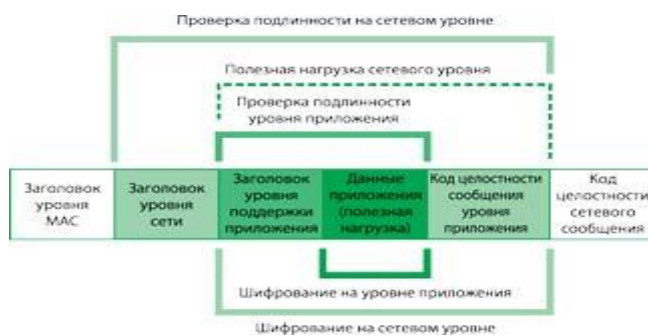 Проверка подлинности на сетевом уровне
Полезная нагрузка сетевого уровня
Проверка подлинности
уровня приложения
Заголовок
уровня
MAC
Заголовок
уровня
сети
Заголовок
уровня
поддержки
приложения
Данные
приложения
(полезная
нагрузка)
Код целостности
сообщения
уровня
приложения
Код
целостности
сетевого
сообщения
Шифрование на уровне приложения
Шифрование на сетевом уровне